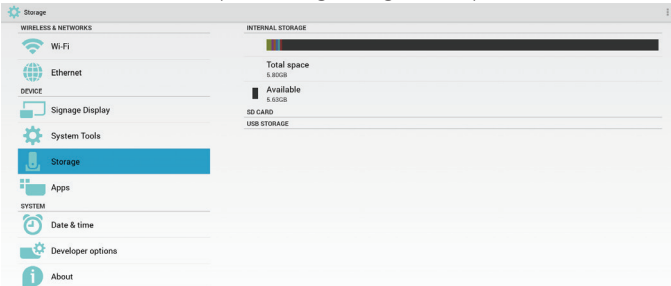 Storage
WIRELESS & NETWORKS
Wi-Fi
Ethernet
DEVICE
Signage Display
System Tools
Storage
Apps
SYSTEM
Date & time
Developer options
About
INTERNAL STORAGE
Total space
5.80GB
Available
5.63GB
SD CARD
USB STORAGE